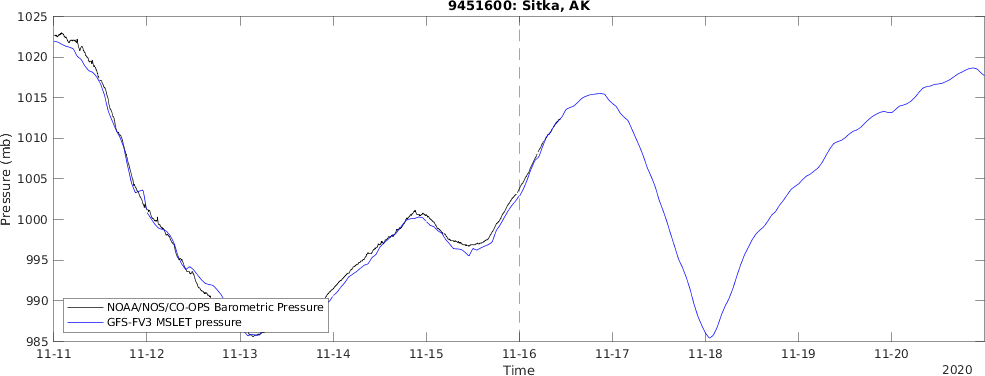 9451600: Sitka, AK
Pressure (mb)
1025
1020
1015
1010
1005
1000
995
990
985
NOAA/NOS/CO-OPS Barometric Pressure
GFS-FV3 MSLET pressure
11-11 11-12 11-13 11-14 11-15 11-16 11-17 11-18 11-19 11-20
Time
2020